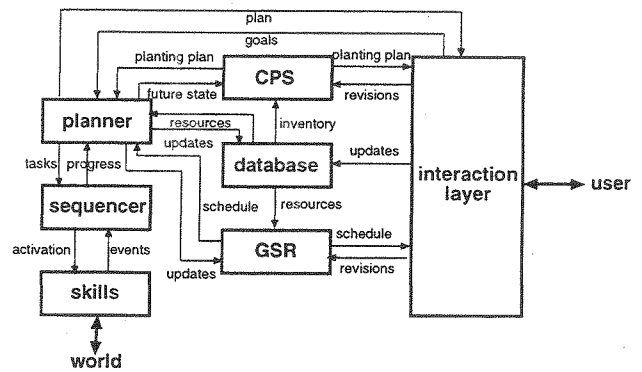 plan
goals
planting plan
CPS
planting plan
future state
revisions
planner
resources
inventory
updates
database
updates
tasks
progress
interaction
layer
user
sequencer
schedule
resources
activation
events
GSR
schedule
updates
revisions
skills
world